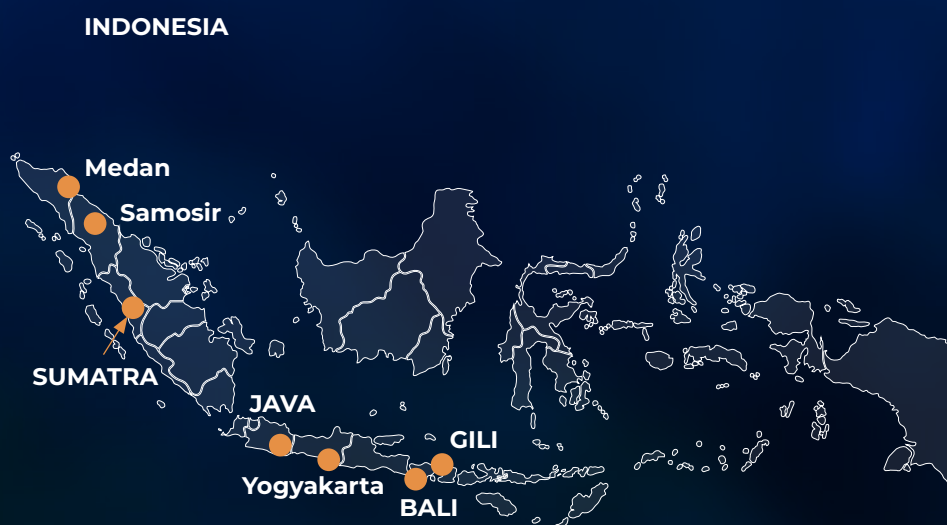 INDONESIA
Medan
Samosir
SUMATRA
JAVA
GILI
Yogyakarta
BALI